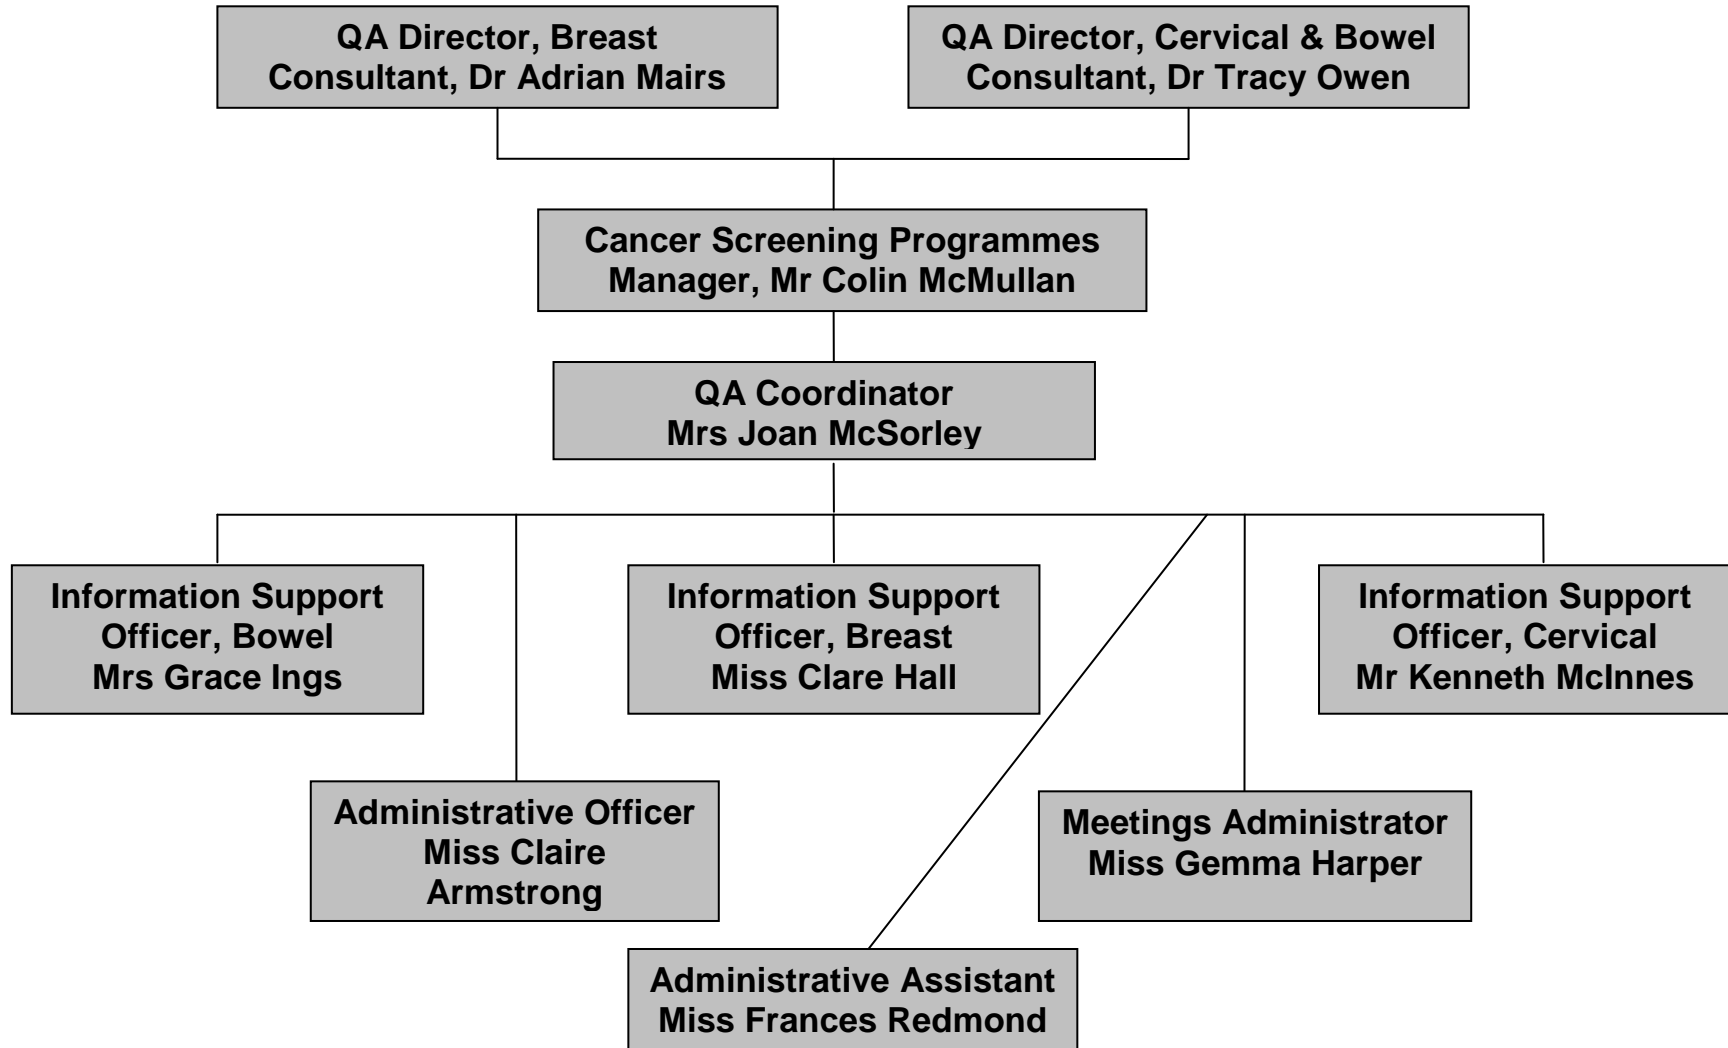 QA Director, Breast
Consultant, Dr Adrian Mairs
QA Director, Cervical & Bowel
Consultant, Dr Tracy Owen
Cancer Screening Programmes
Manager, Mr Colin McMullan
QA Coordinator
Mrs Joan McSorley
Information Support
Officer, Bowel
Mrs Grace Ings
Information Support
Officer, Breast
Miss Clare Hall
Information Support
Officer, Cervical
Mr Kenneth McInnes
Administrative Officer
Miss Claire
Armstrong
Meetings Administrator
Miss Gemma Harper
Administrative Assistant
Miss Frances Redmond